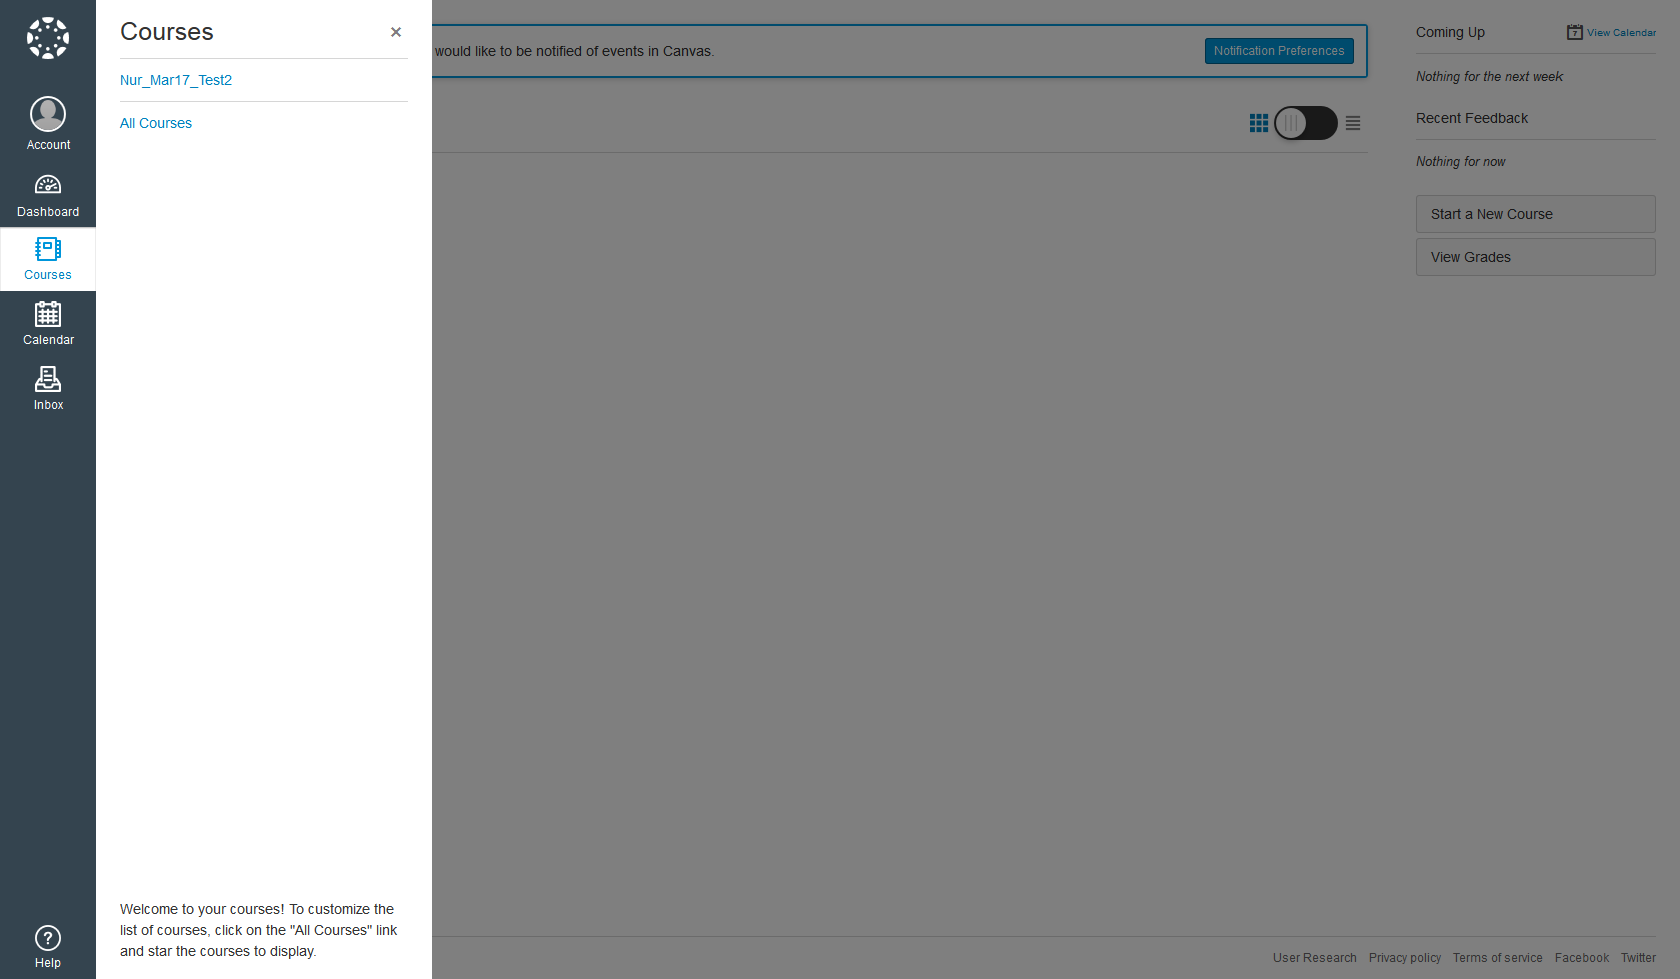 Account
Dashboard
Courses
Calendar
Inbox
Help
Courses
×
Nur_Mar17_Test2
All Courses
Welcome to your courses! To customize the
list of courses, click on the "All Courses" link
and star the courses to display.
would like to be notified of events in Canvas.
Notification Preferences
Coming Up
7
View Calendar
Nothing for the next week
Recent Feedback
Nothing for now
Start a New Course
View Grades
User Research
Privacy policy
Terms of service
Facebook
Twitter